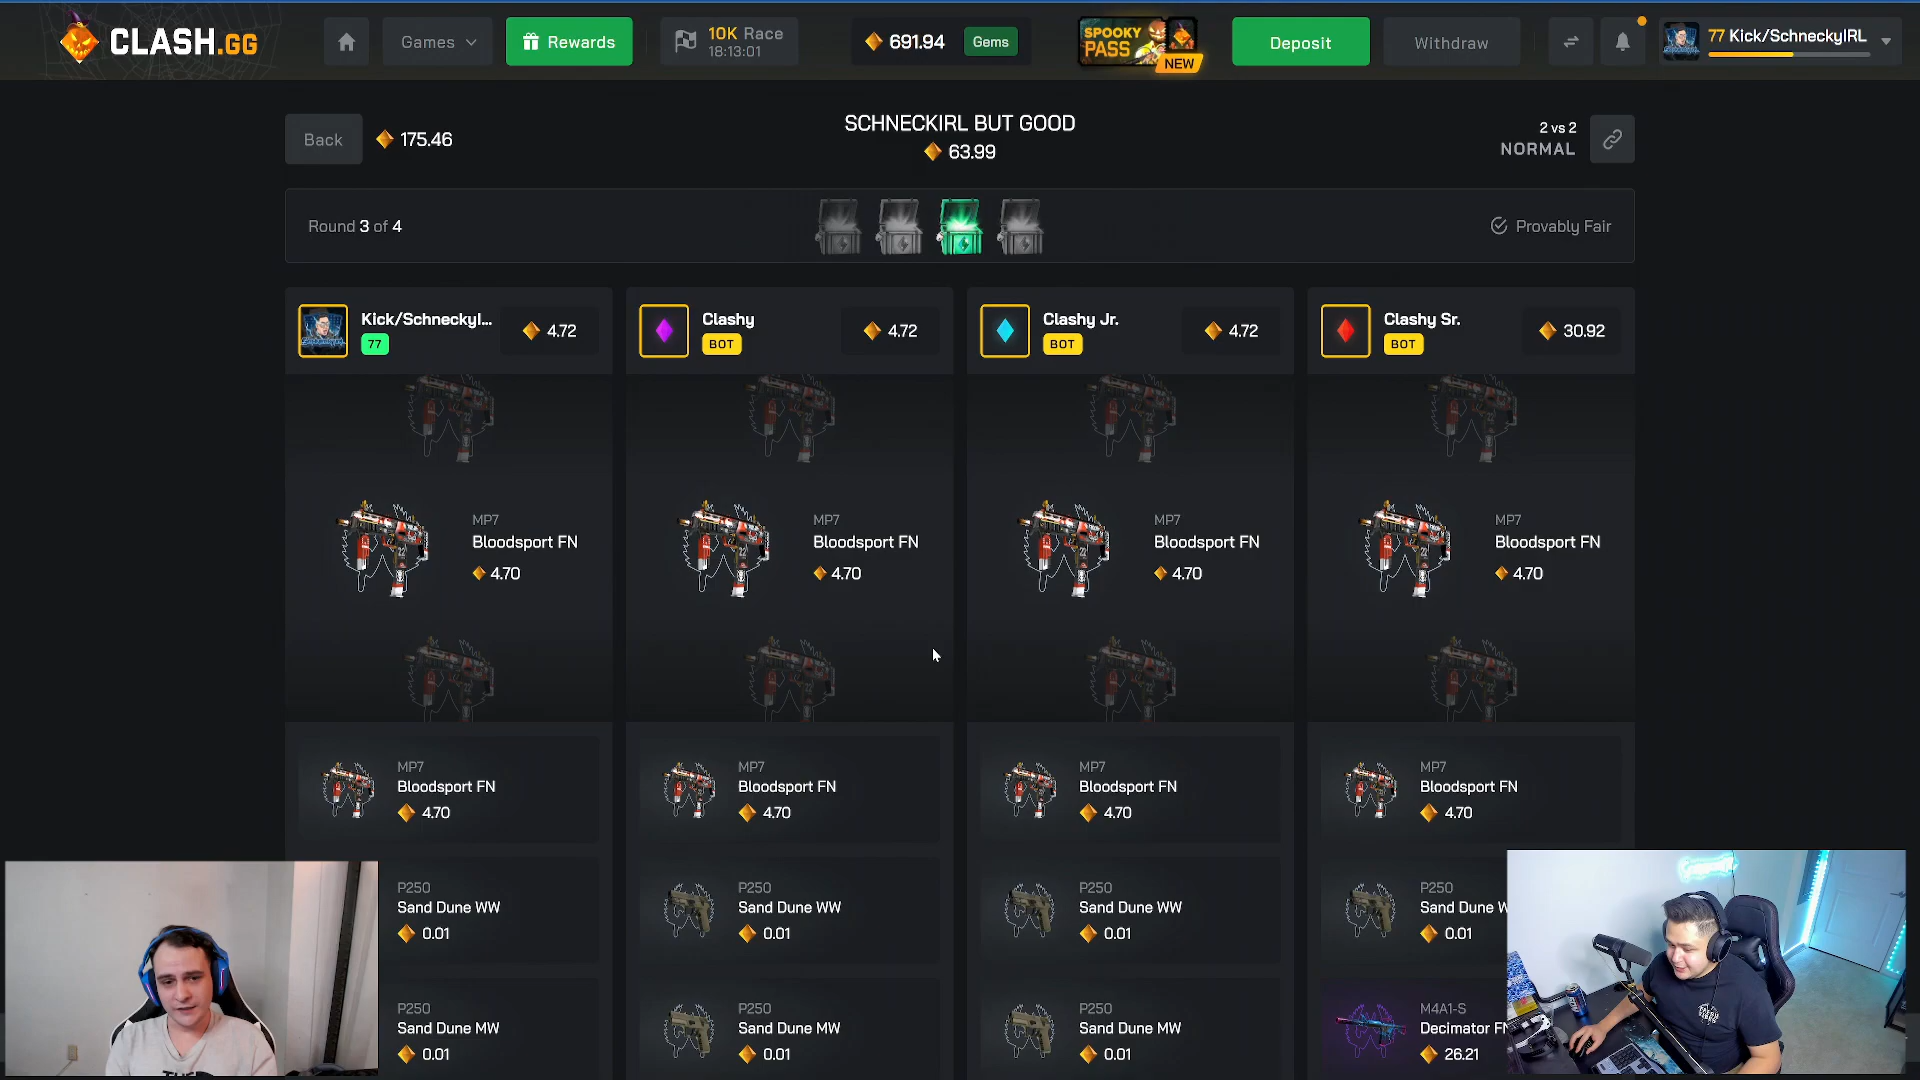 CLASH.GG
Games
Rewards
10K Race
18:13:01
691.94
Gems
SPOOKY
PASS
NEW
Deposit
Withdraw
77 Kick/SchneckyIRL
Back
175.46
SCHNECKIRL BUT GOOD
63.99
2 vs 2
NORMAL
Round 3 of 4
Provably Fair
Kick/SchneckyI...
77
4.72
Clashy
BOT
4.72
Clashy Jr.
BOT
4.72
Clashy Sr.
BOT
30.92
MP7
Bloodsport FN
4.70
MP7
Bloodsport FN
4.70
MP7
Bloodsport FN
4.70
MP7
Bloodsport FN
4.70
MP7
Bloodsport FN
4.70
MP7
Bloodsport FN
4.70
MP7
Bloodsport FN
4.70
MP7
Bloodsport FN
4.70
P250
Sand Dune WW
0.01
P250
Sand Dune WW
0.01
P250
Sand Dune WW
0.01
P250
Sand Dune W
0.01
P250
Sand Dune MW
0.01
P250
Sand Dune MW
0.01
P250
Sand Dune MW
0.01
M4A1-S
Decimator FN
26.21